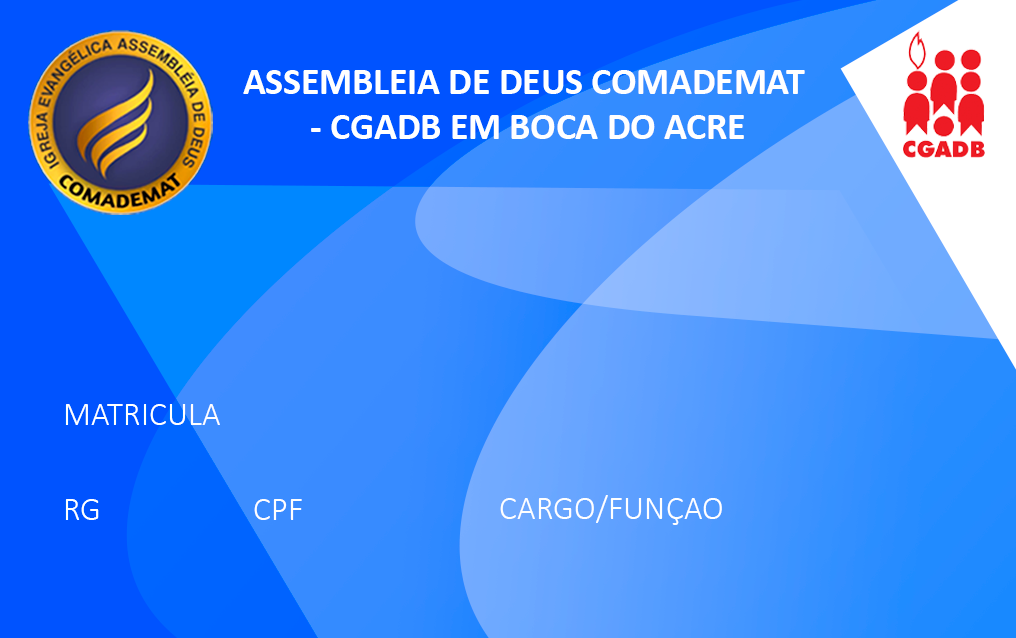 IGREJA EVANGÉLICA ASSEMBLÉIA DE DEUS
COMADEMAT
ASSEMBLEIA DE DEUS COMADEMAT
- CGADB EM BOCA DO ACRE
CGADB
MATRICULA
RG CPF CARGO/FUNÇAO